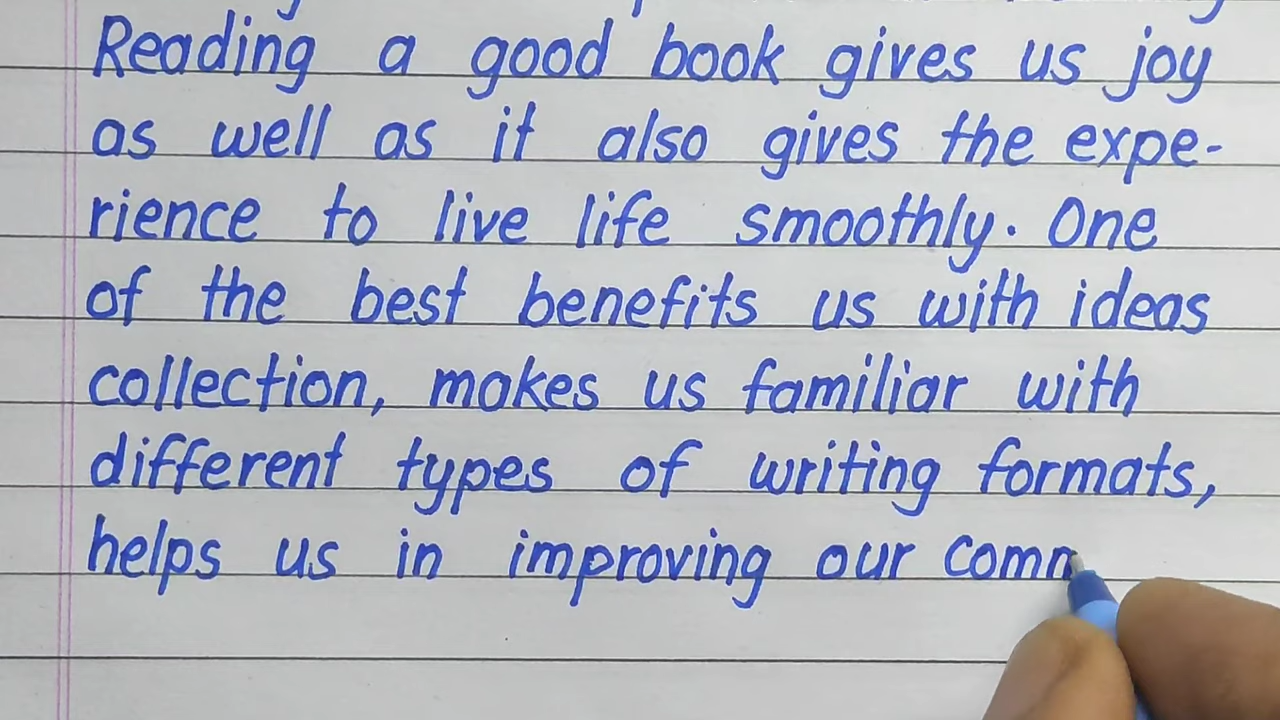 Reading a good book gives us joy
as well as it also gives the expe-
rience to live life smoothly. One
of the best benefits us with ideas
collection, makes us familiar with
different types of writing formats,
helps us in improving our com